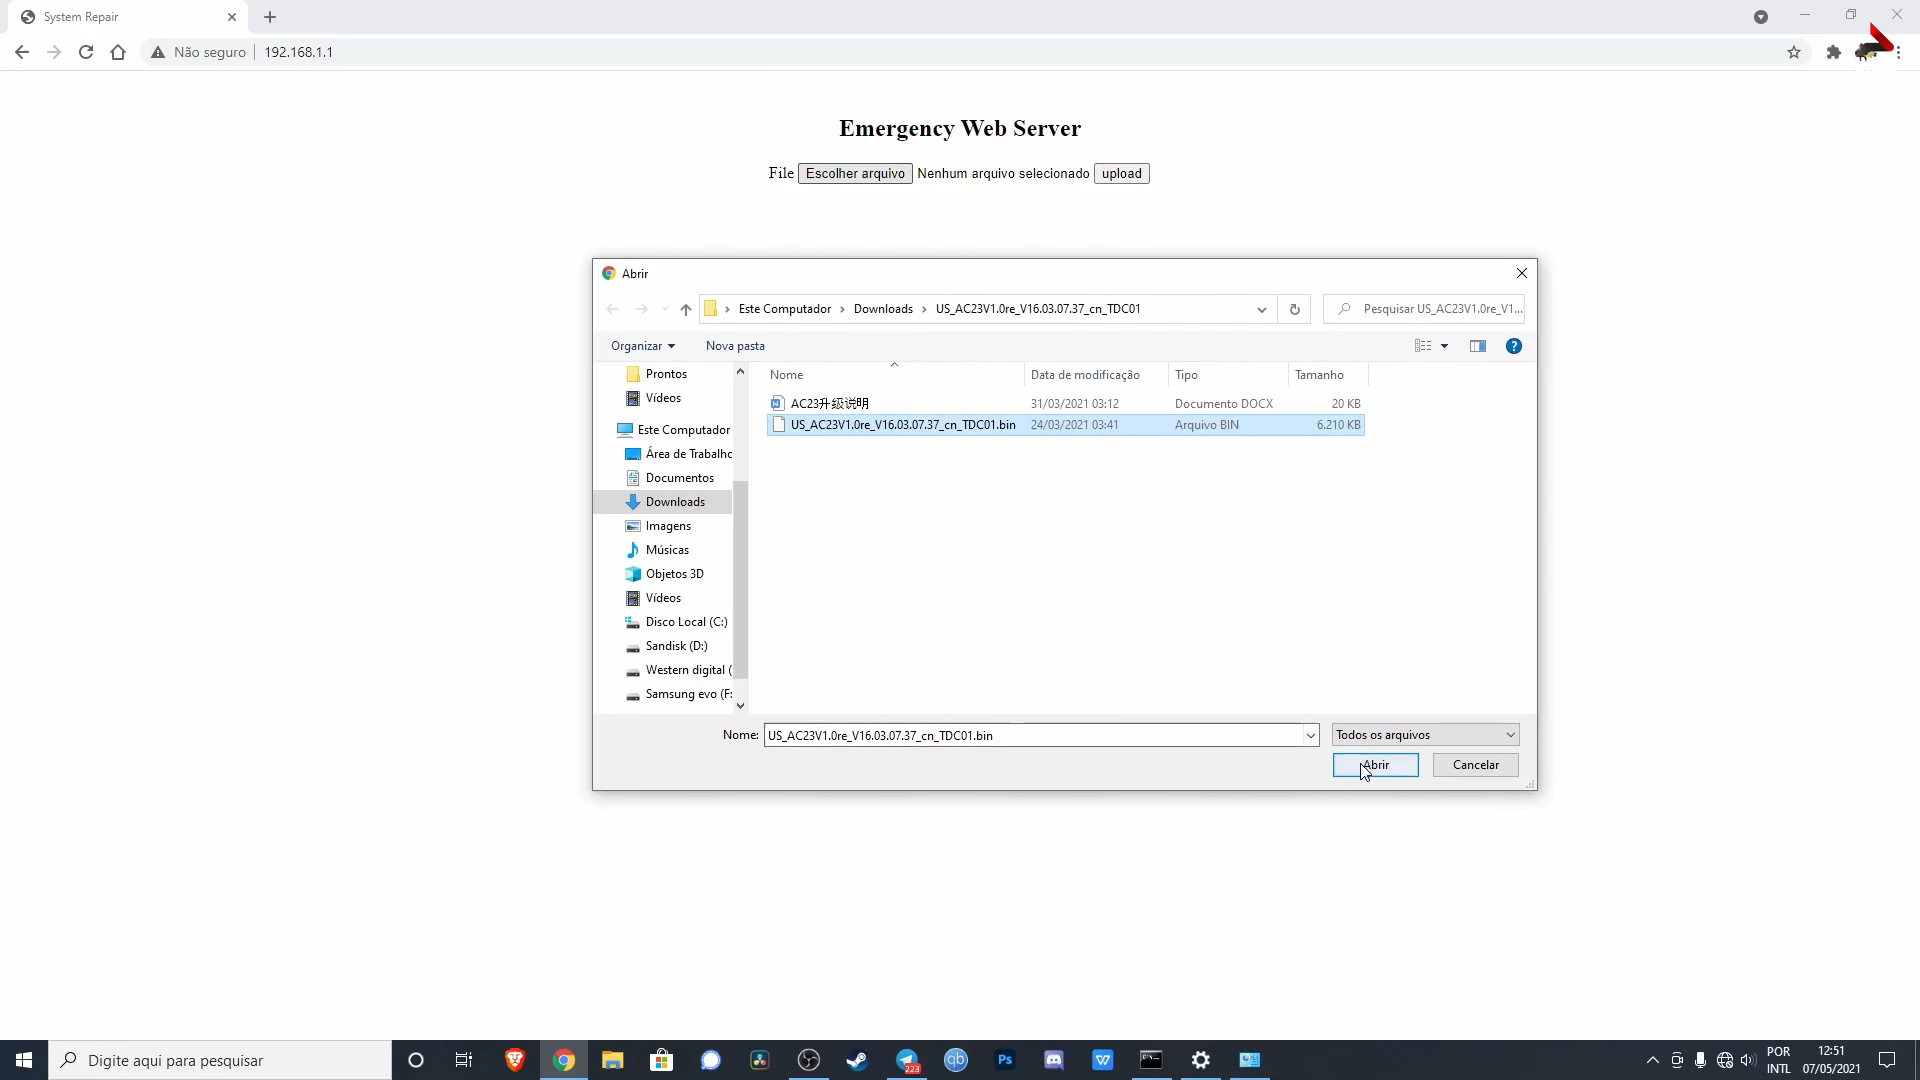 System Repair
Não seguro
192.168.1.1
Emergency Web Server
File Escolher arquivo Nenhum arquivo selecionado upload
Abrir
Este Computador Downloads US_AC23V1.0re_V16.03.07.37_cn_TDC01
Pesquisar US_AC23V1.0re_V1...
Organizar Nova pasta
Nome Data de modificação Tipo Tamanho
AC23升级说明 31/03/2021 03:12 Documento DOCX 20 KB
US_AC23V1.0re_V16.03.07.37_cn_TDC01.bin 24/03/2021 03:41 Arquivo BIN 6.210 KB
Prontos
Vídeos
Este Computador
Área de Trabalho
Documentos
Downloads
Imagens
Músicas
Objetos 3D
Vídeos
Disco Local (C:)
Sandisk (D:)
Western digital (
Samsung evo (F:
Nome: US_AC23V1.0re_V16.03.07.37_cn_TDC01.bin Todos os arquivos
Abrir Cancelar
Digite aqui para pesquisar
223
qb
Ps
POR
INTL
12:51
07/05/2021